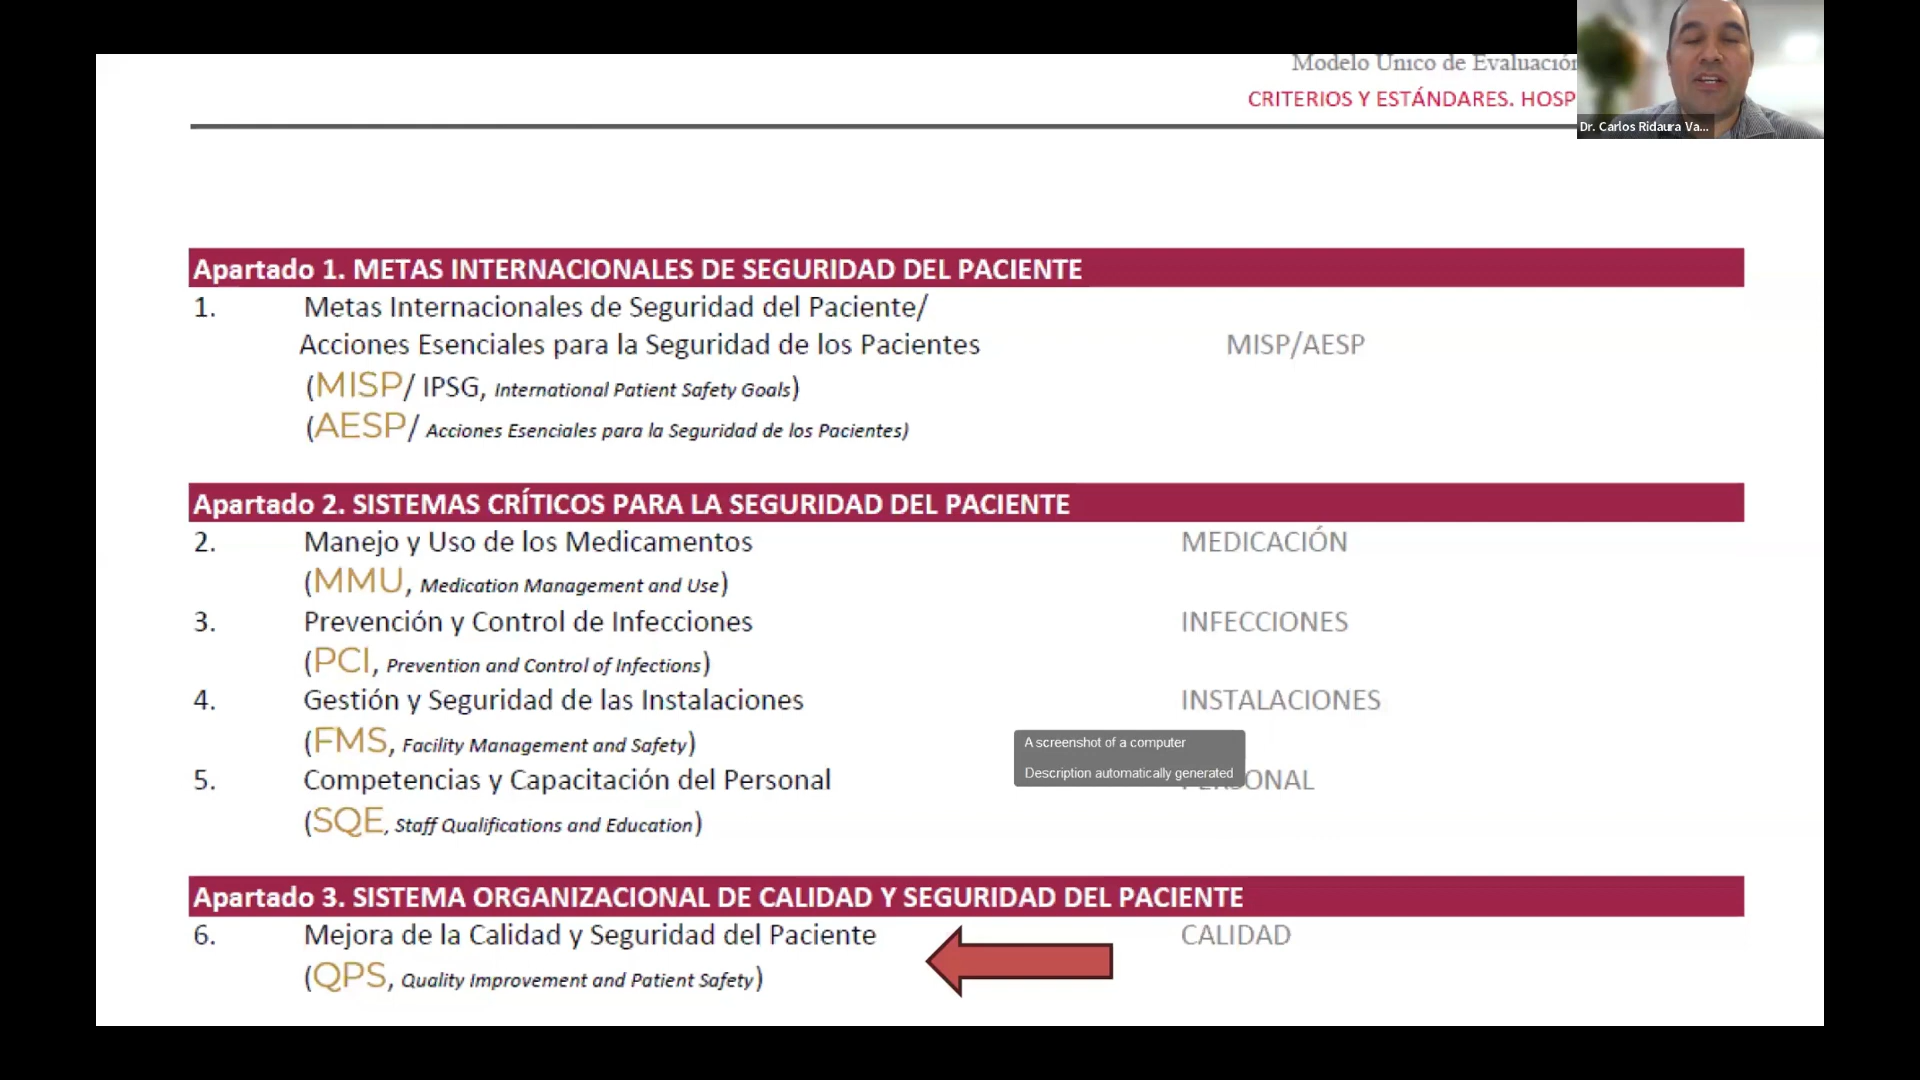 Modelo Único de Evaluación
CRITERIOS Y ESTÁNDARES. HOSP
Dr. Carlos Ridaura Va...
Apartado 1. METAS INTERNACIONALES DE SEGURIDAD DEL PACIENTE
1. Metas Internacionales de Seguridad del Paciente/
Acciones Esenciales para la Seguridad de los Pacientes MISP/AESP
(MISP/ IPSG, International Patient Safety Goals)
(AESP/ Acciones Esenciales para la Seguridad de los Pacientes)
Apartado 2. SISTEMAS CRÍTICOS PARA LA SEGURIDAD DEL PACIENTE
2. Manejo y Uso de los Medicamentos MEDICACIÓN
(MMU, Medication Management and Use)
3. Prevención y Control de Infecciones INFECCIONES
(PCI, Prevention and Control of Infections)
4. Gestión y Seguridad de las Instalaciones INSTALACIONES
(FMS, Facility Management and Safety)
A screenshot of a computer
Description automatically generated
5. Competencias y Capacitación del Personal PERSONAL
(SQE, Staff Qualifications and Education)
Apartado 3. SISTEMA ORGANIZACIONAL DE CALIDAD Y SEGURIDAD DEL PACIENTE
6. Mejora de la Calidad y Seguridad del Paciente CALIDAD
(QPS, Quality Improvement and Patient Safety)